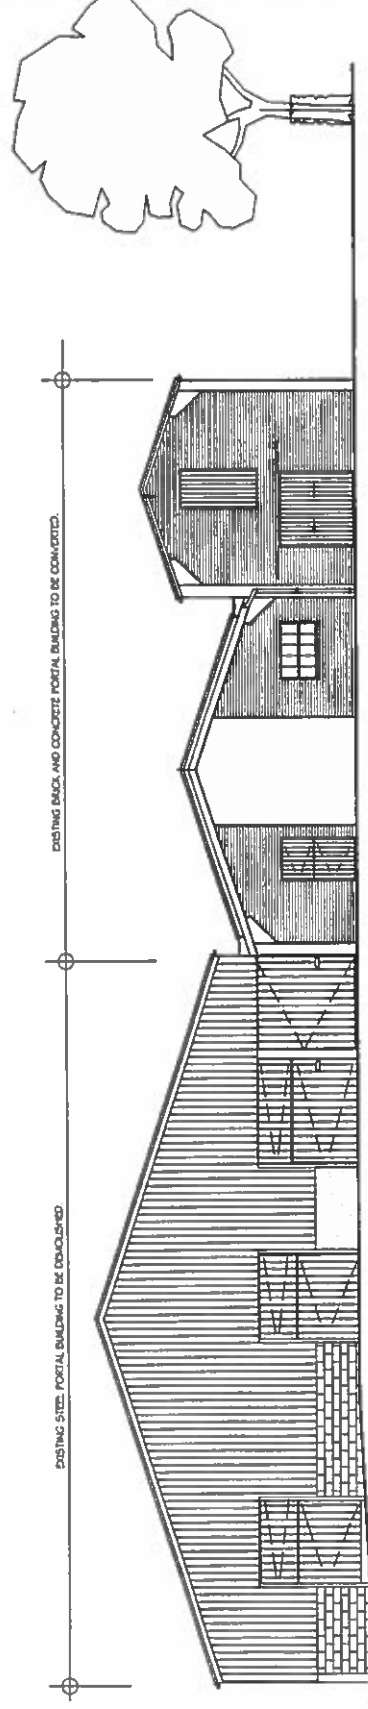 EXISTING STEEL PORTAL BUILDING TO BE DEMOLISHED
EXISTING BRICK AND CONCRETE PORTAL BUILDING TO BE CONVERTED.